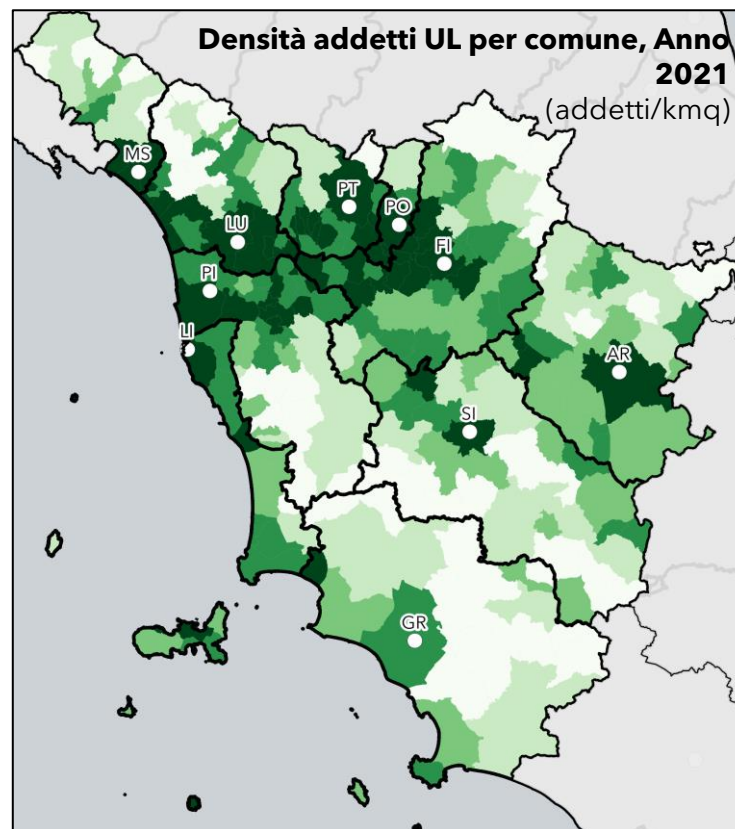 Densità addetti UL per comune, Anno
2021
(addetti/kmq)
MS
PT
PO
LU
FI
PI
LI
AR
SI
GR